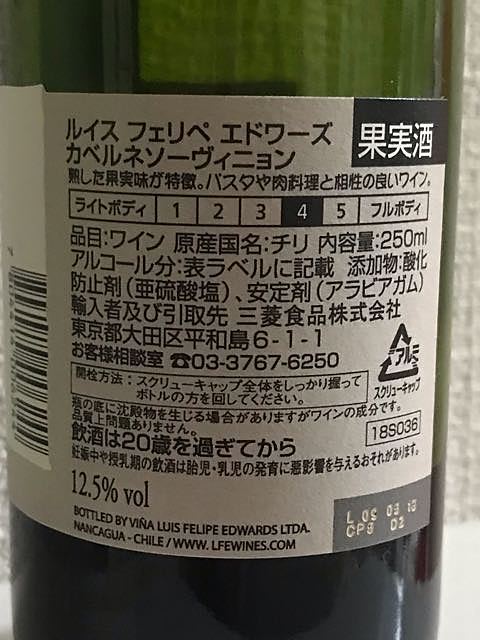 ルイス フェリペ エドワーズ
カベルネソーヴィニョン
果実酒
熟した果実味が特徴。パスタや肉料理と相性の良いワイン。
ライトボディ 1 2 3 4 5 フルボディ
品目:ワイン 原産国名:チリ 内容量:250ml
アルコール分:表ラベルに記載 添加物:酸化
防止剤(亜硫酸塩)、安定剤(アラビアガム)
輸入者及び引取先 三菱食品株式会社
東京都大田区平和島6-1-1
お客様相談室 ☎03-3767-6250
アルミ
スクリューキャップ
開栓方法:スクリューキャップ全体をしっかり握って
ボトルの方を回してください。
瓶の底に沈殿物を生じる場合がありますがワインの成分です。
品質上問題ありません。
18S036
飲酒は20歳を過ぎてから
妊娠中や授乳期の飲酒は胎児・乳児の発育に悪影響を与えるおそれがあります。
12.5% vol
BOTTLED BY VIÑA LUIS FELIPE EDWARDS LTDA.
NANCAGUA - CHILE / WWW. LFEWINES.COM